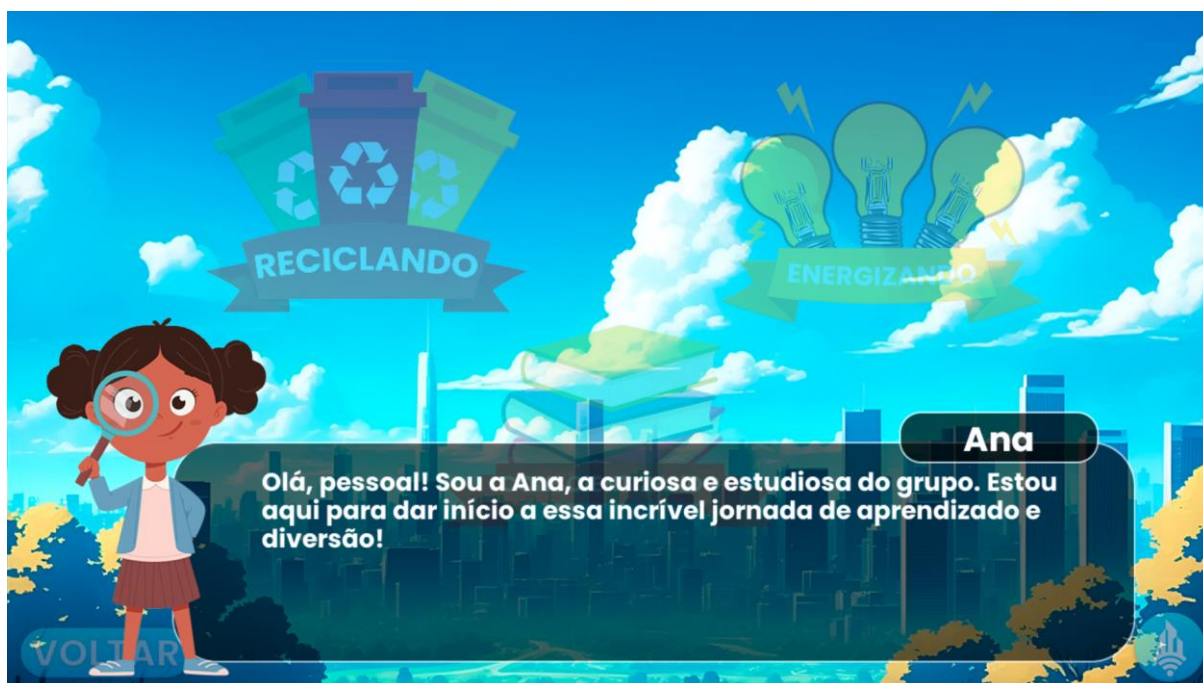 RECICLANDO
ENERGIZANDO
Ana
Olá, pessoal! Sou a Ana, a curiosa e estudiosa do grupo. Estou
aqui para dar início a essa incrível jornada de aprendizado e
diversão!
VOLTAR